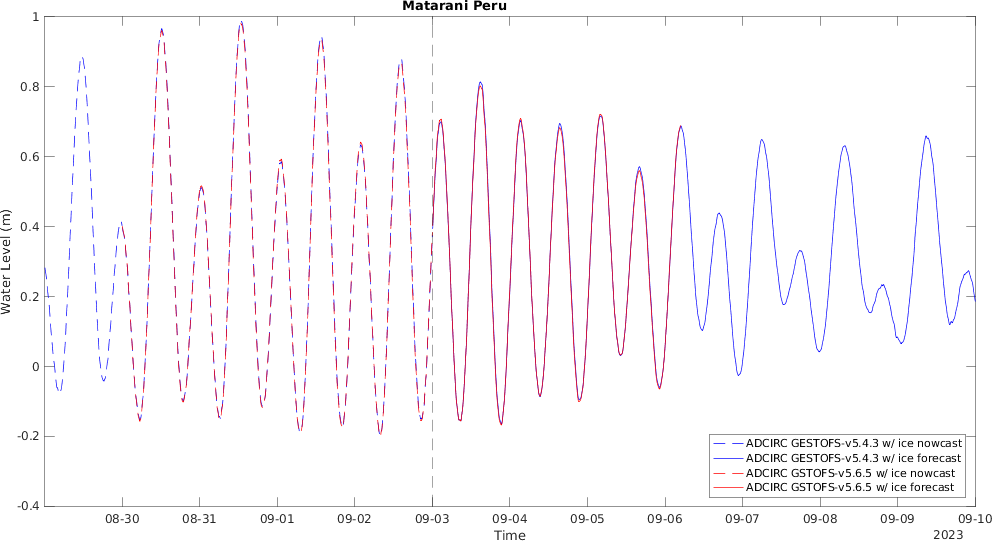 Matarani Peru
Water Level (m)
1
0.8
0.6
0.4
0.2
0
-0.2
-0.4
ADCIRC GESTOFS-v5.4.3 w/ ice nowcast
ADCIRC GESTOFS-v5.4.3 w/ ice forecast
ADCIRC GSTOFS-v5.6.5 w/ ice nowcast
ADCIRC GSTOFS-v5.6.5 w/ ice forecast
08-30 08-31 09-01 09-02 09-03 09-04 09-05 09-06 09-07 09-08 09-09 09-10
Time
2023